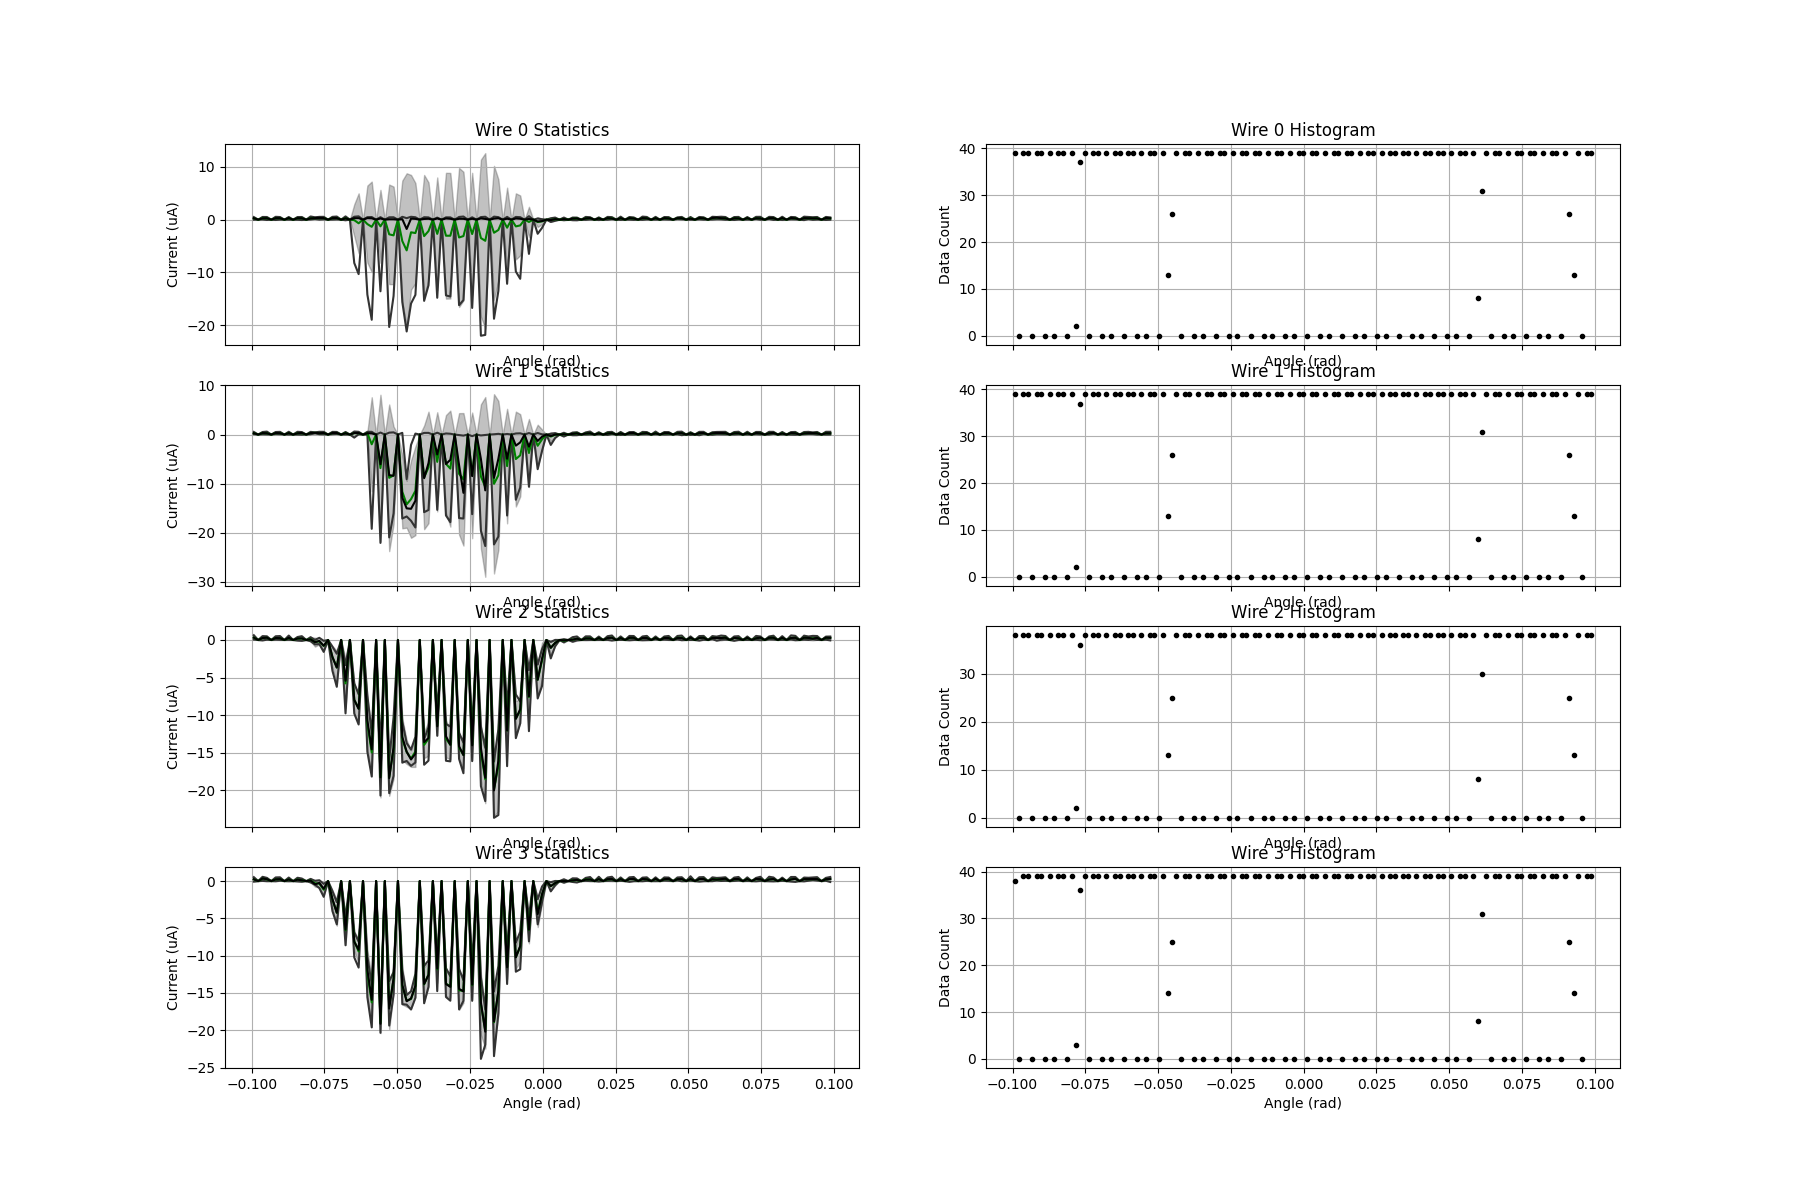 Wire 0 Statistics
Wire 0 Histogram
10
0
−10
−20
Current (uA)
Angle (rad)
40
30
20
10
0
Data Count
Angle (rad)
Wire 1 Statistics
Wire 1 Histogram
10
0
−10
−20
−30
Current (uA)
Angle (rad)
40
30
20
10
0
Data Count
Angle (rad)
Wire 2 Statistics
Wire 2 Histogram
0
−5
−10
−15
−20
Current (uA)
Angle (rad)
30
20
10
0
Data Count
Angle (rad)
Wire 3 Statistics
Wire 3 Histogram
0
−5
−10
−15
−20
−25
Current (uA)
−0.100 −0.075 −0.050 −0.025 0.000 0.025 0.050 0.075 0.100
Angle (rad)
40
30
20
10
0
Data Count
−0.100 −0.075 −0.050 −0.025 0.000 0.025 0.050 0.075 0.100
Angle (rad)